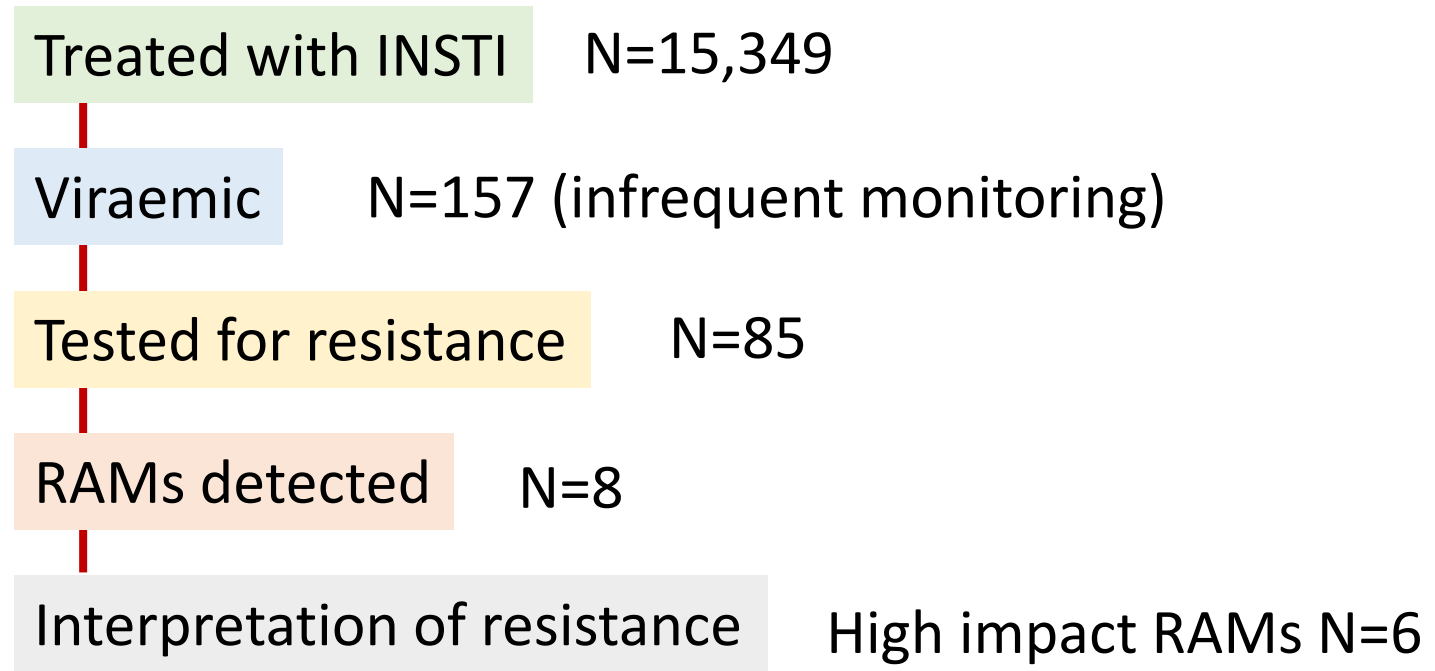 Treated with INSTI N=15,349
Viraemic N=157 (infrequent monitoring)
Tested for resistance N=85
RAMs detected N=8
Interpretation of resistance High impact RAMs N=6